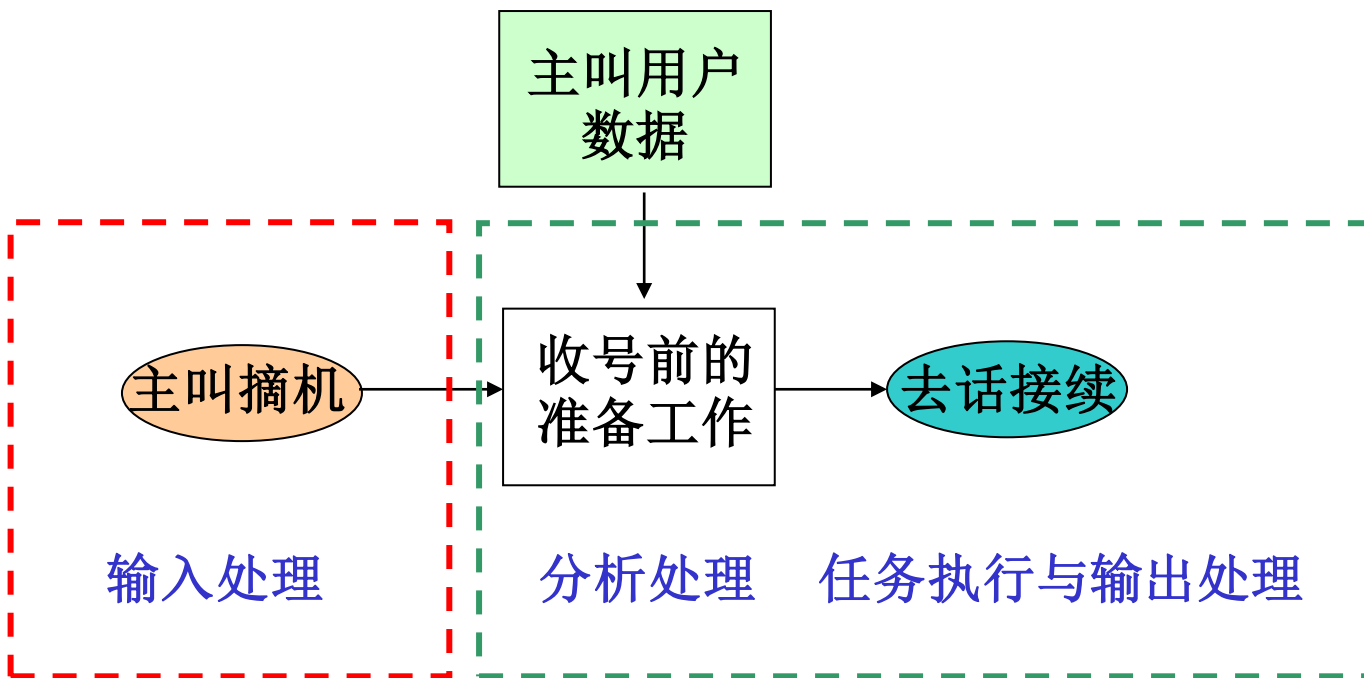 主叫用户
数据
主叫摘机
收号前的
准备工作
去话接续
输入处理
分析处理
任务执行与输出处理